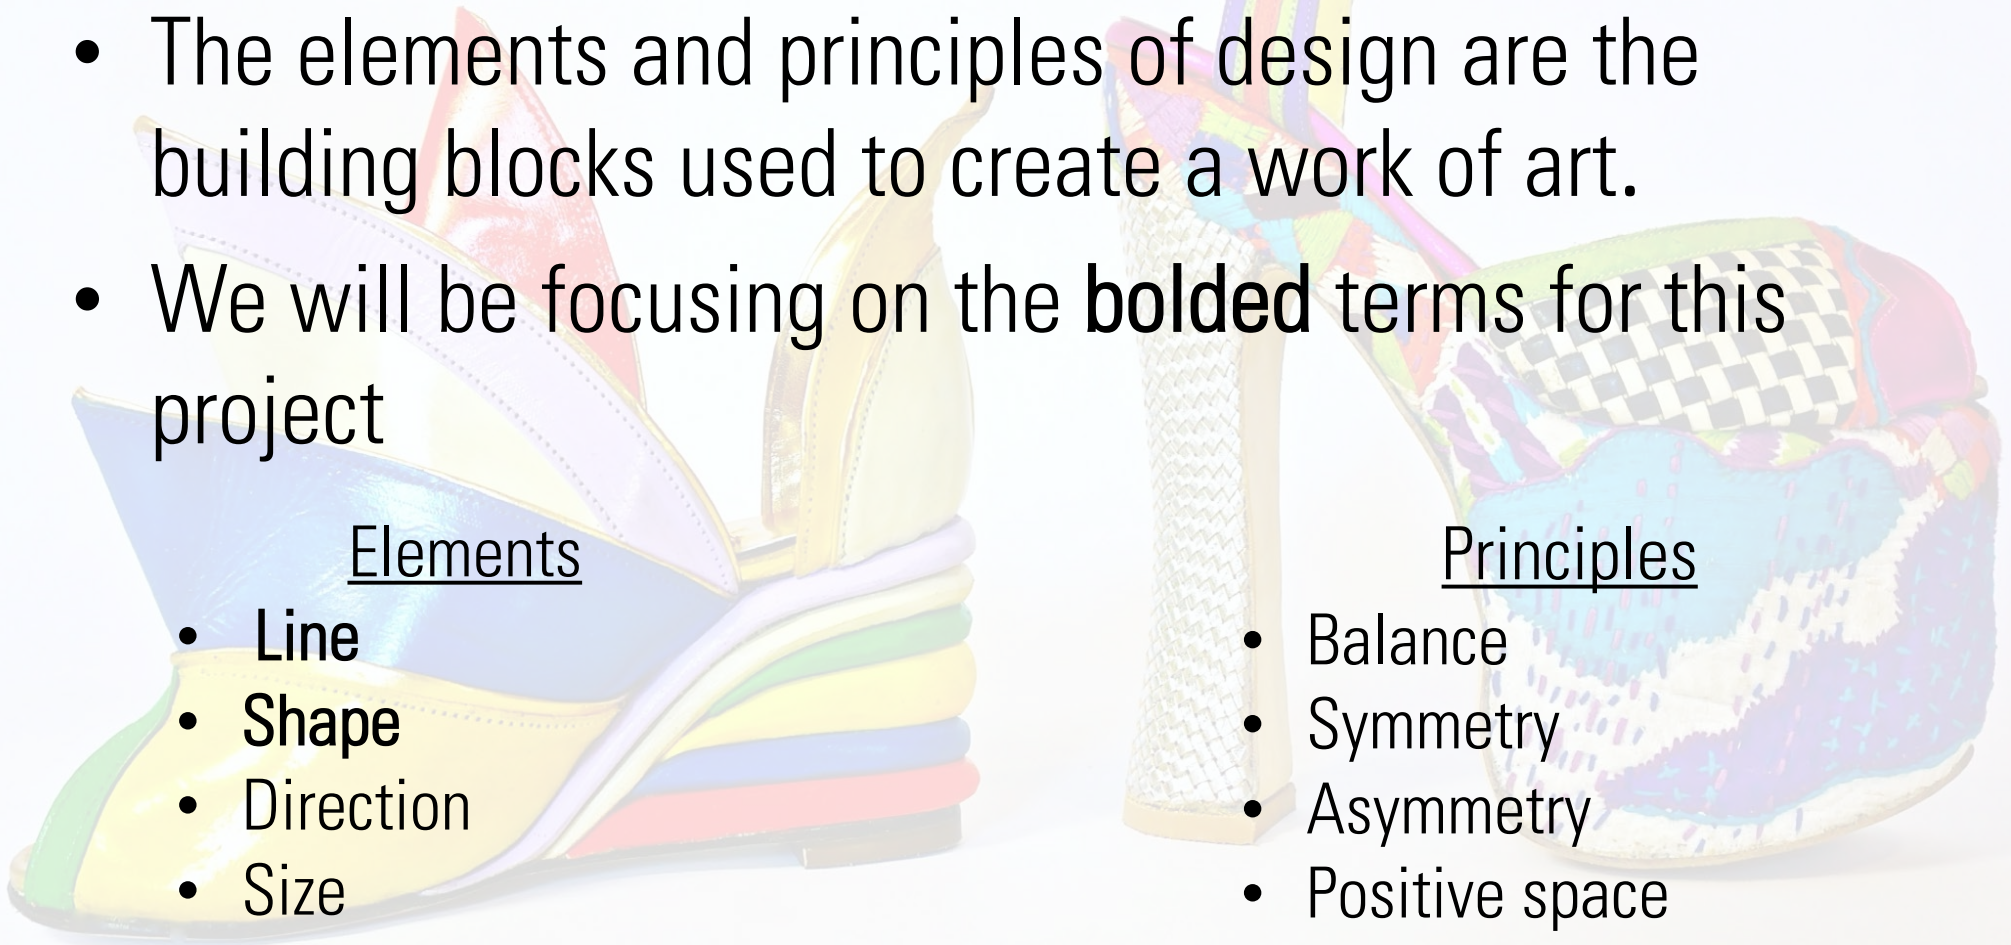 • The elements and principles of design are the
building blocks used to create a work of art.
• We will be focusing on the bolded terms for this
project
Elements
• Line
• Shape
• Direction
• Size
Principles
• Balance
• Symmetry
• Asymmetry
• Positive space